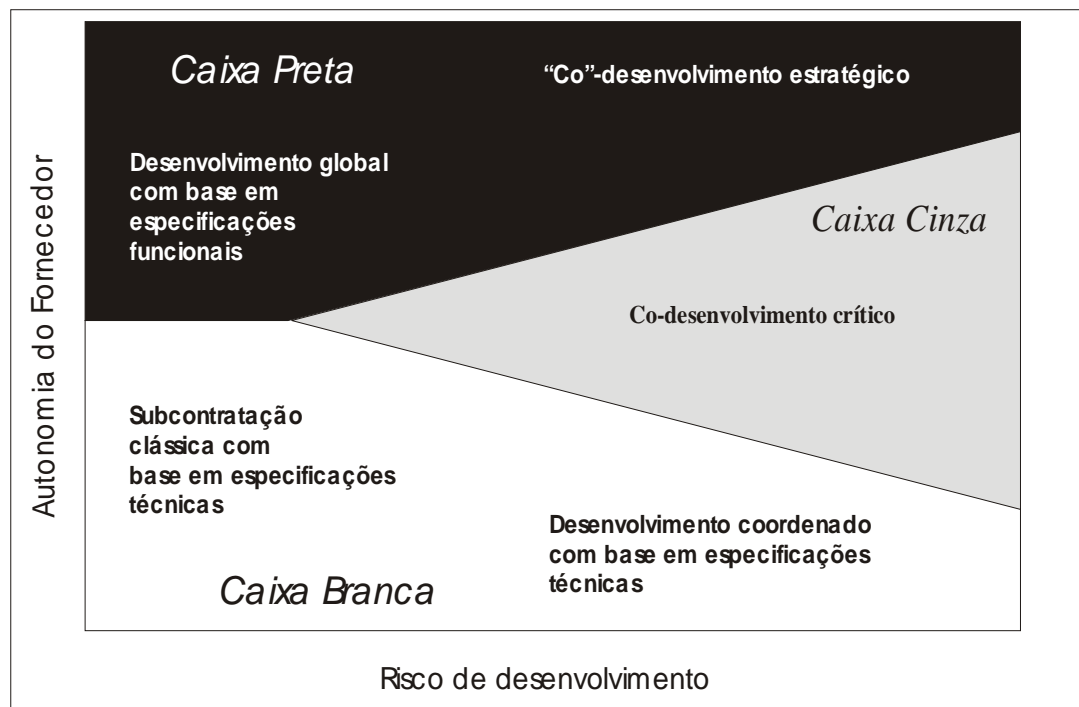 Caixa Preta
“Co”-desenvolvimento estratégico
Desenvolvimento global
com base em
especificações
funcionais
Caixa Cinza
Co-desenvolvimento crítico
Autonomia do Fornecedor
Subcontratação
clássica com
base em especificações
técnicas
Desenvolvimento coordenado
com base em especificações
técnicas
Caixa Branca
Risco de desenvolvimento